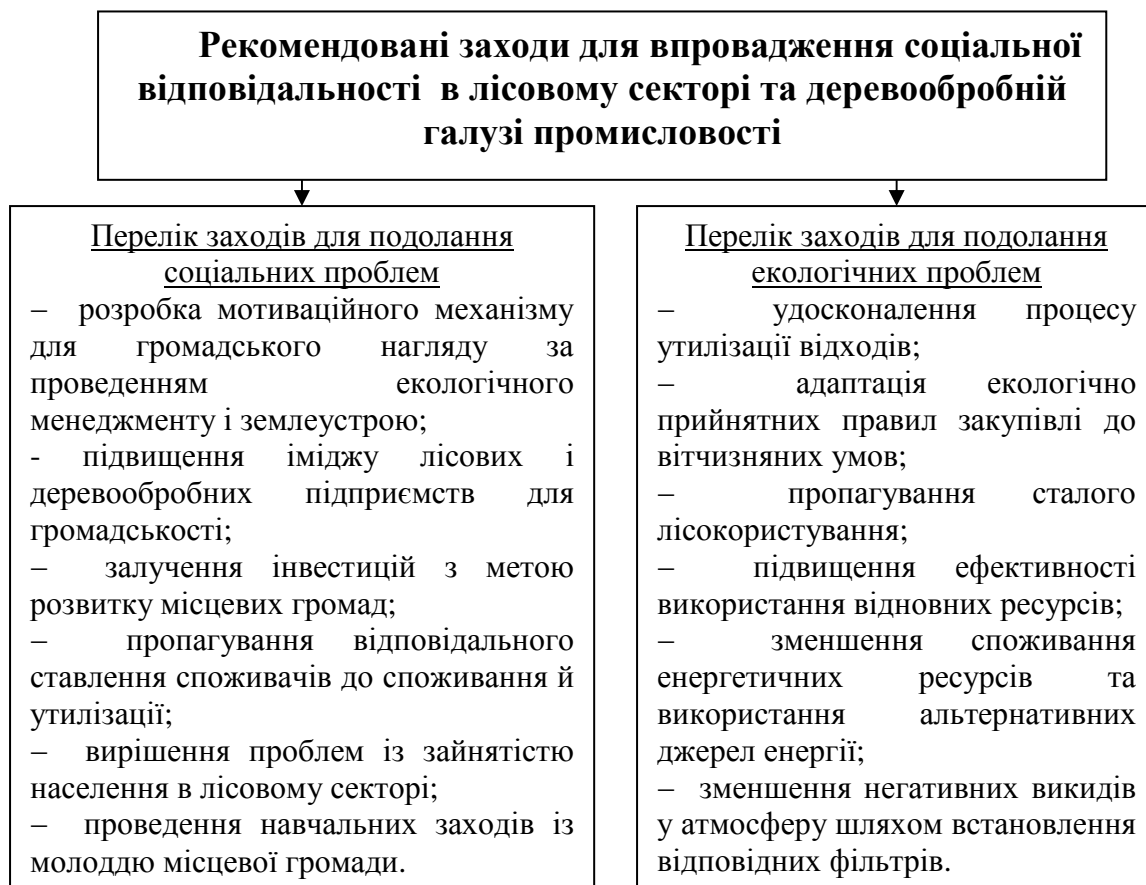 Рекомендовані заходи для впровадження соціальної
відповідальності в лісовому секторі та деревообробній
галузі промисловості
Перелік заходів для подолання
соціальних проблем
– розробка мотиваційного механізму
для громадського нагляду за
проведенням екологічного
менеджменту і землеустрою;
- підвищення іміджу лісових і
деревообробних підприємств для
громадськості;
– залучення інвестицій з метою
розвитку місцевих громад;
– пропагування відповідального
ставлення споживачів до споживання й
утилізації;
– вирішення проблем із зайнятістю
населення в лісовому секторі;
– проведення навчальних заходів із
молоддю місцевої громади.
Перелік заходів для подолання
екологічних проблем
– удосконалення процесу
утилізації відходів;
– адаптація екологічно
прийнятних правил закупівлі до
вітчизняних умов;
– пропагування сталого
лісокористування;
– підвищення ефективності
використання відновних ресурсів;
– зменшення споживання
енергетичних ресурсів та
використання альтернативних
джерел енергії;
– зменшення негативних викидів
у атмосферу шляхом встановлення
відповідних фільтрів.